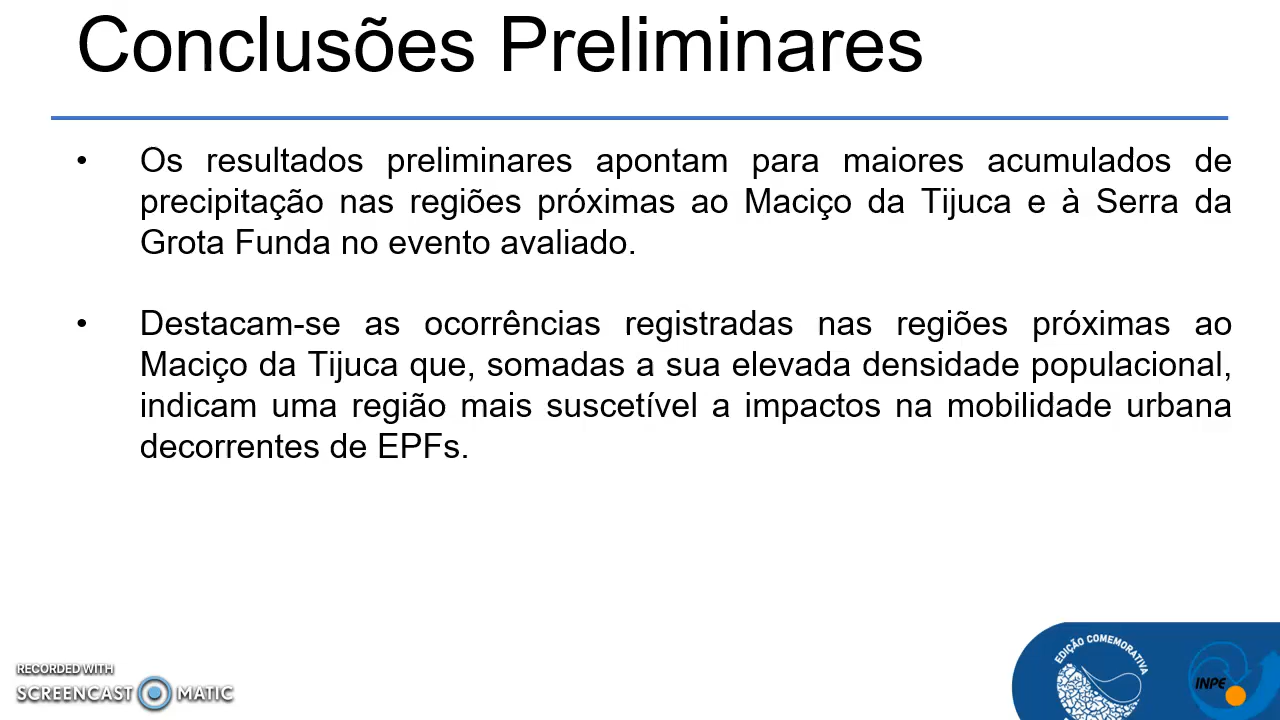 Conclusões Preliminares
• Os resultados preliminares apontam para maiores acumulados de
precipitação nas regiões próximas ao Maciço da Tijuca e à Serra da
Grota Funda no evento avaliado.
• Destacam-se as ocorrências registradas nas regiões próximas ao
Maciço da Tijuca que, somadas a sua elevada densidade populacional,
indicam uma região mais suscetível a impactos na mobilidade urbana
decorrentes de EPFs.
RECORDED WITH
SCREENCAST MATIC
EDIÇÃO COMEMORATIVA
INPE